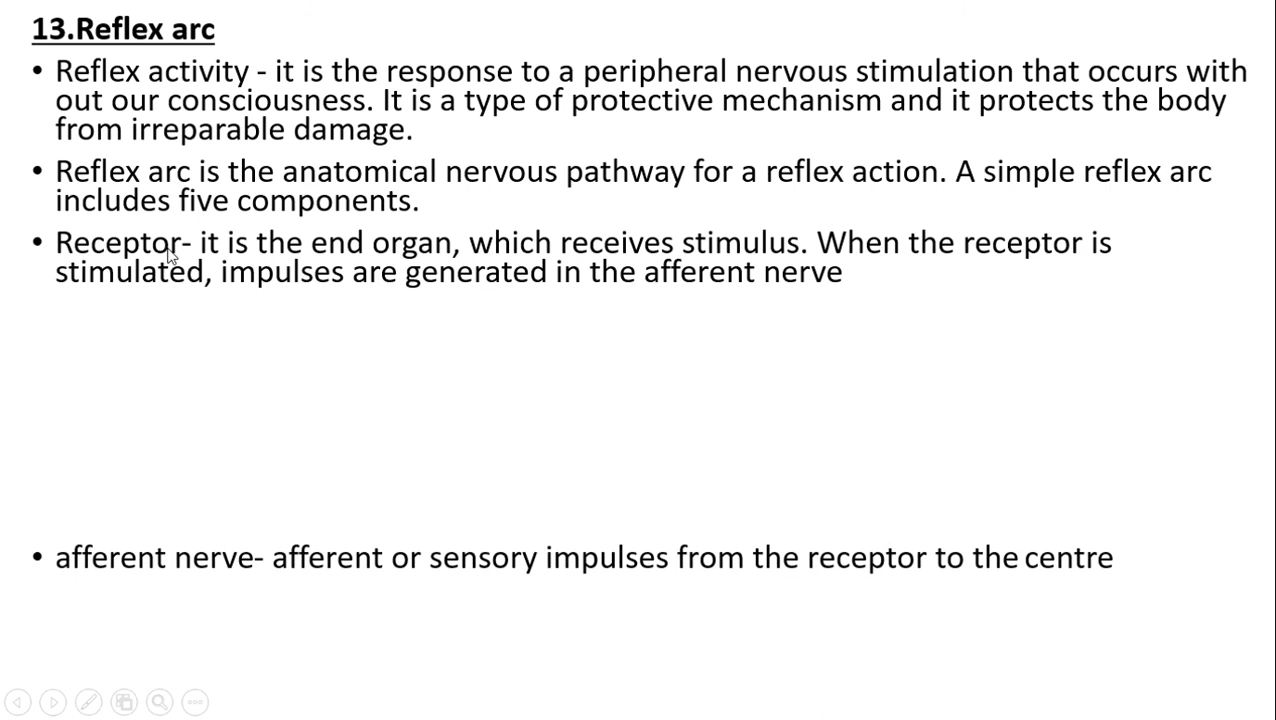 13.Reflex arc
• Reflex activity - it is the response to a peripheral nervous stimulation that occurs with
out our consciousness. It is a type of protective mechanism and it protects the body
from irreparable damage.
• Reflex arc is the anatomical nervous pathway for a reflex action. A simple reflex arc
includes five components.
• Receptor- it is the end organ, which receives stimulus. When the receptor is
stimulated, impulses are generated in the afferent nerve
• afferent nerve- afferent or sensory impulses from the receptor to the centre